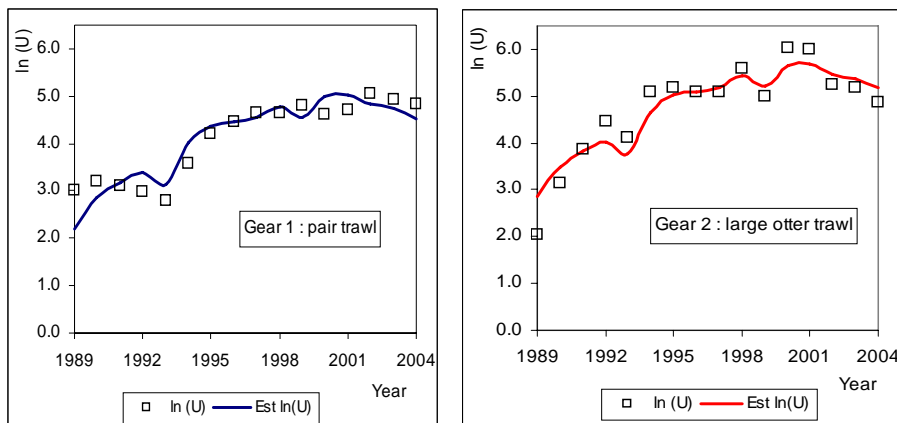 ln (U)
6.0
5.0
4.0
3.0
2.0
1.0
0.0
Gear 1 : pair trawl
1989 1992 1995 1998 2001 2004
Year
ln (U) Est ln(U)
ln (U)
6.0
5.0
4.0
3.0
2.0
1.0
0.0
Gear 2 : large otter trawl
1989 1992 1995 1998 2001 2004
Year
ln (U) Est ln(U)